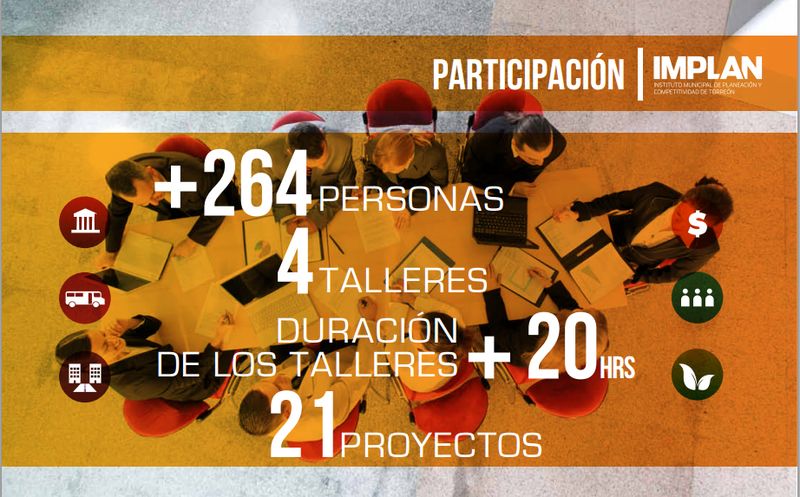 PARTICIPACIÓN
IMPLAN
INSTITUTO MUNICIPAL DE PLANEACIÓN Y
COMPETITIVIDAD DE TORREÓN
+264 PERSONAS
4 TALLERES
DURACIÓN
DE LOS TALLERES + 20 HRS
21 PROYECTOS
$